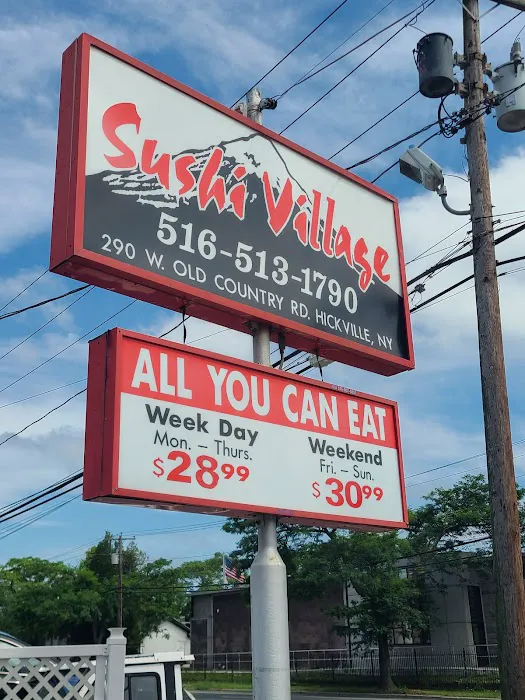 Sushi Village
516-513-1790
290 W. OLD COUNTRY RD. HICKVILLE, NY
ALL YOU CAN EAT
Week Day
Mon. – Thurs.
$28.99
Weekend
Fri. – Sun.
$30.99